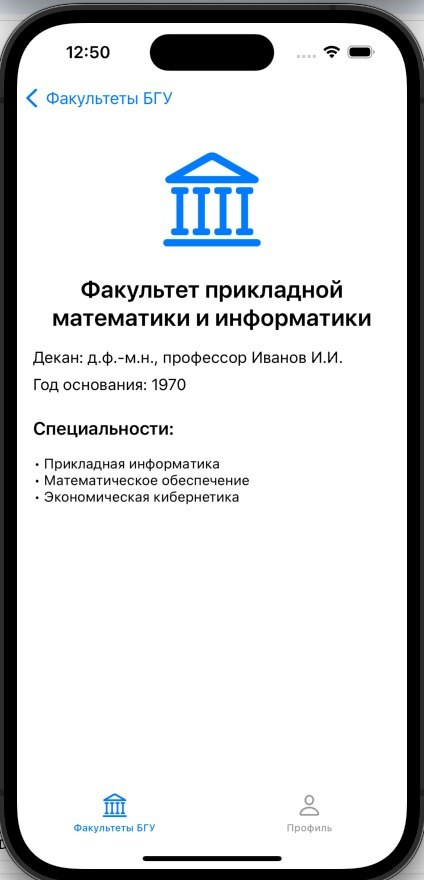 12:50
Факультеты БГУ
Факультет прикладной
математики и информатики
Декан: д.ф.-м.н., профессор Иванов И.И.
Год основания: 1970
Специальности:
• Прикладная информатика
• Математическое обеспечение
• Экономическая кибернетика
Факультеты БГУ
Профиль